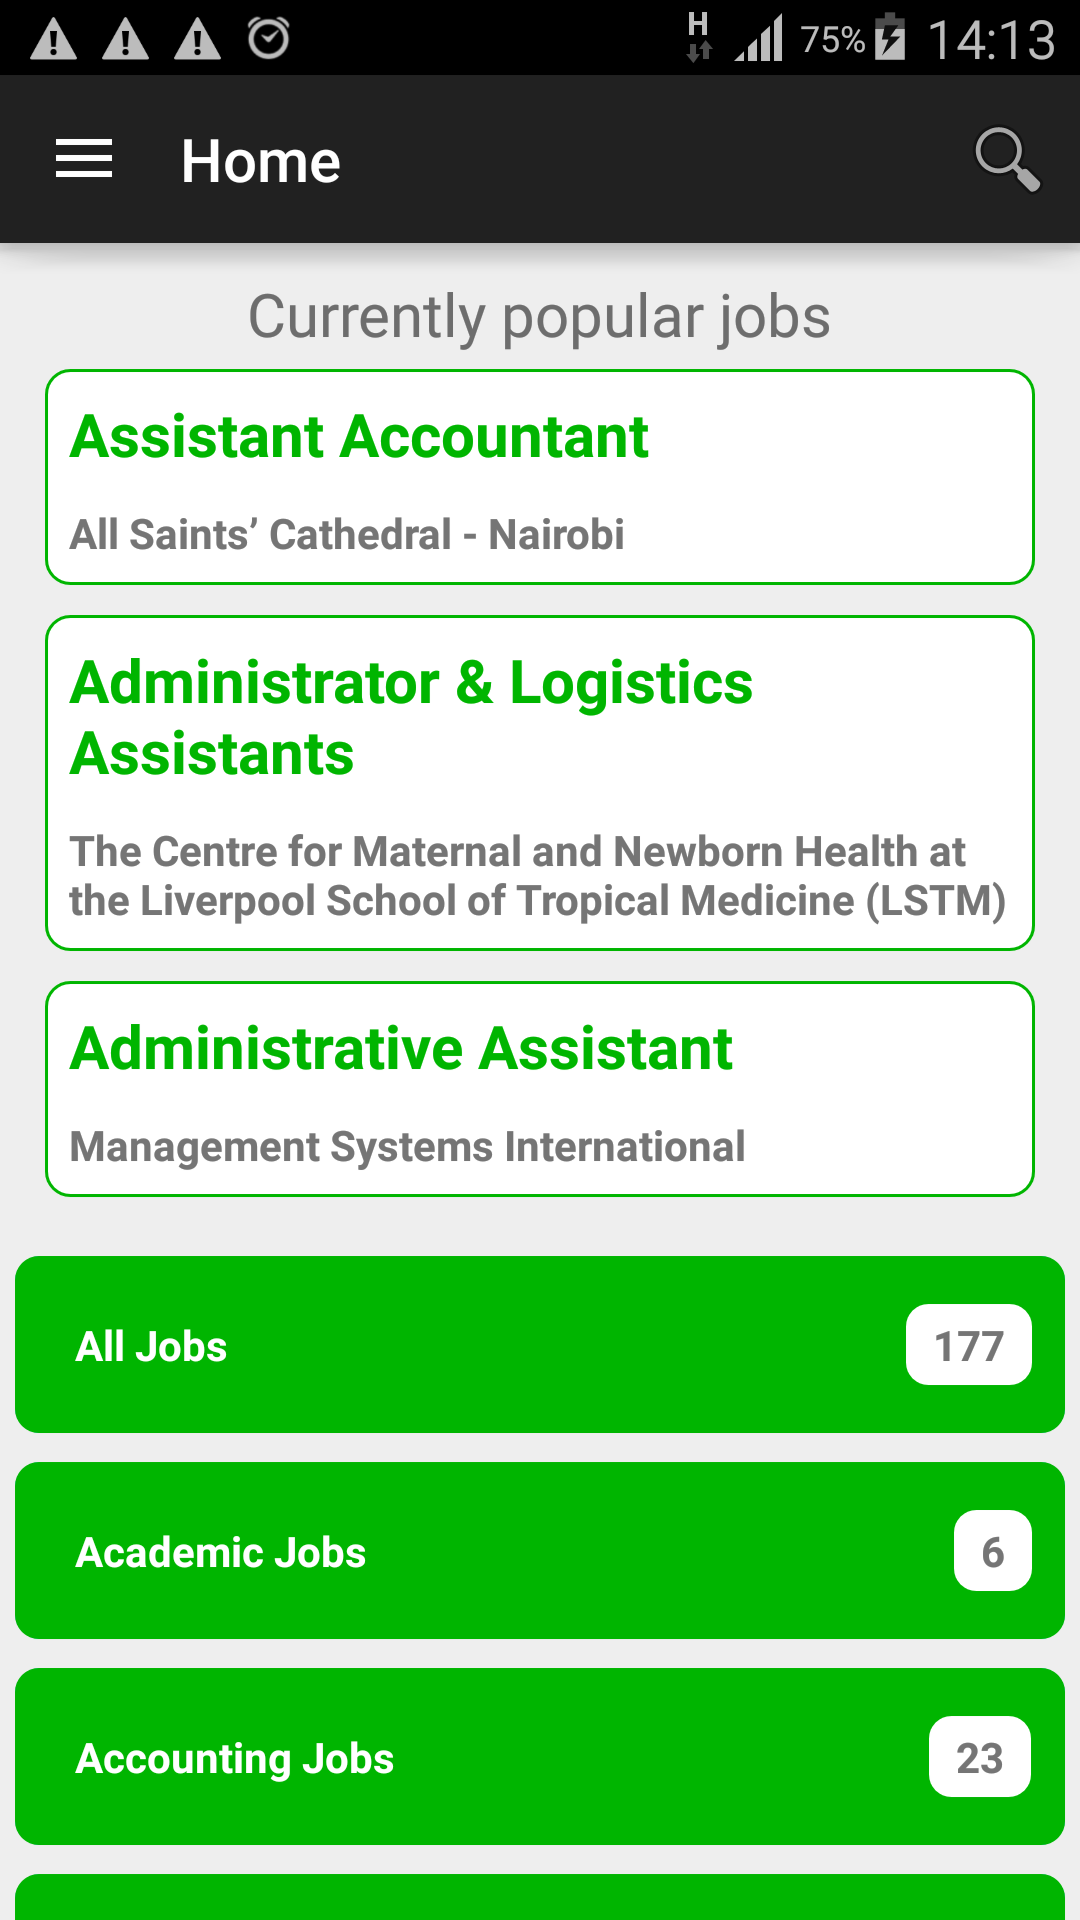 H 75% 14:13
Home
Currently popular jobs
Assistant Accountant
All Saints’ Cathedral - Nairobi
Administrator & Logistics
Assistants
The Centre for Maternal and Newborn Health at
the Liverpool School of Tropical Medicine (LSTM)
Administrative Assistant
Management Systems International
All Jobs 177
Academic Jobs 6
Accounting Jobs 23